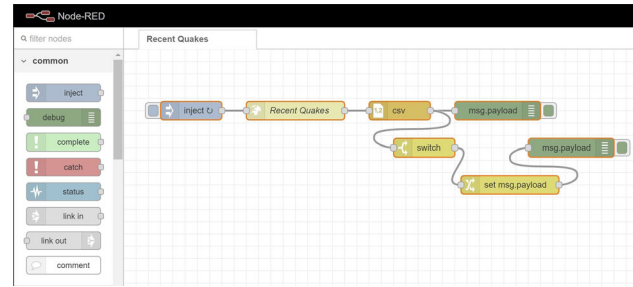 Node-RED
filter nodes
Recent Quakes
common
inject
debug
complete
catch
status
link in
link out
comment
inject ↻
Recent Quakes
csv
msg.payload
switch
msg.payload
set msg.payload